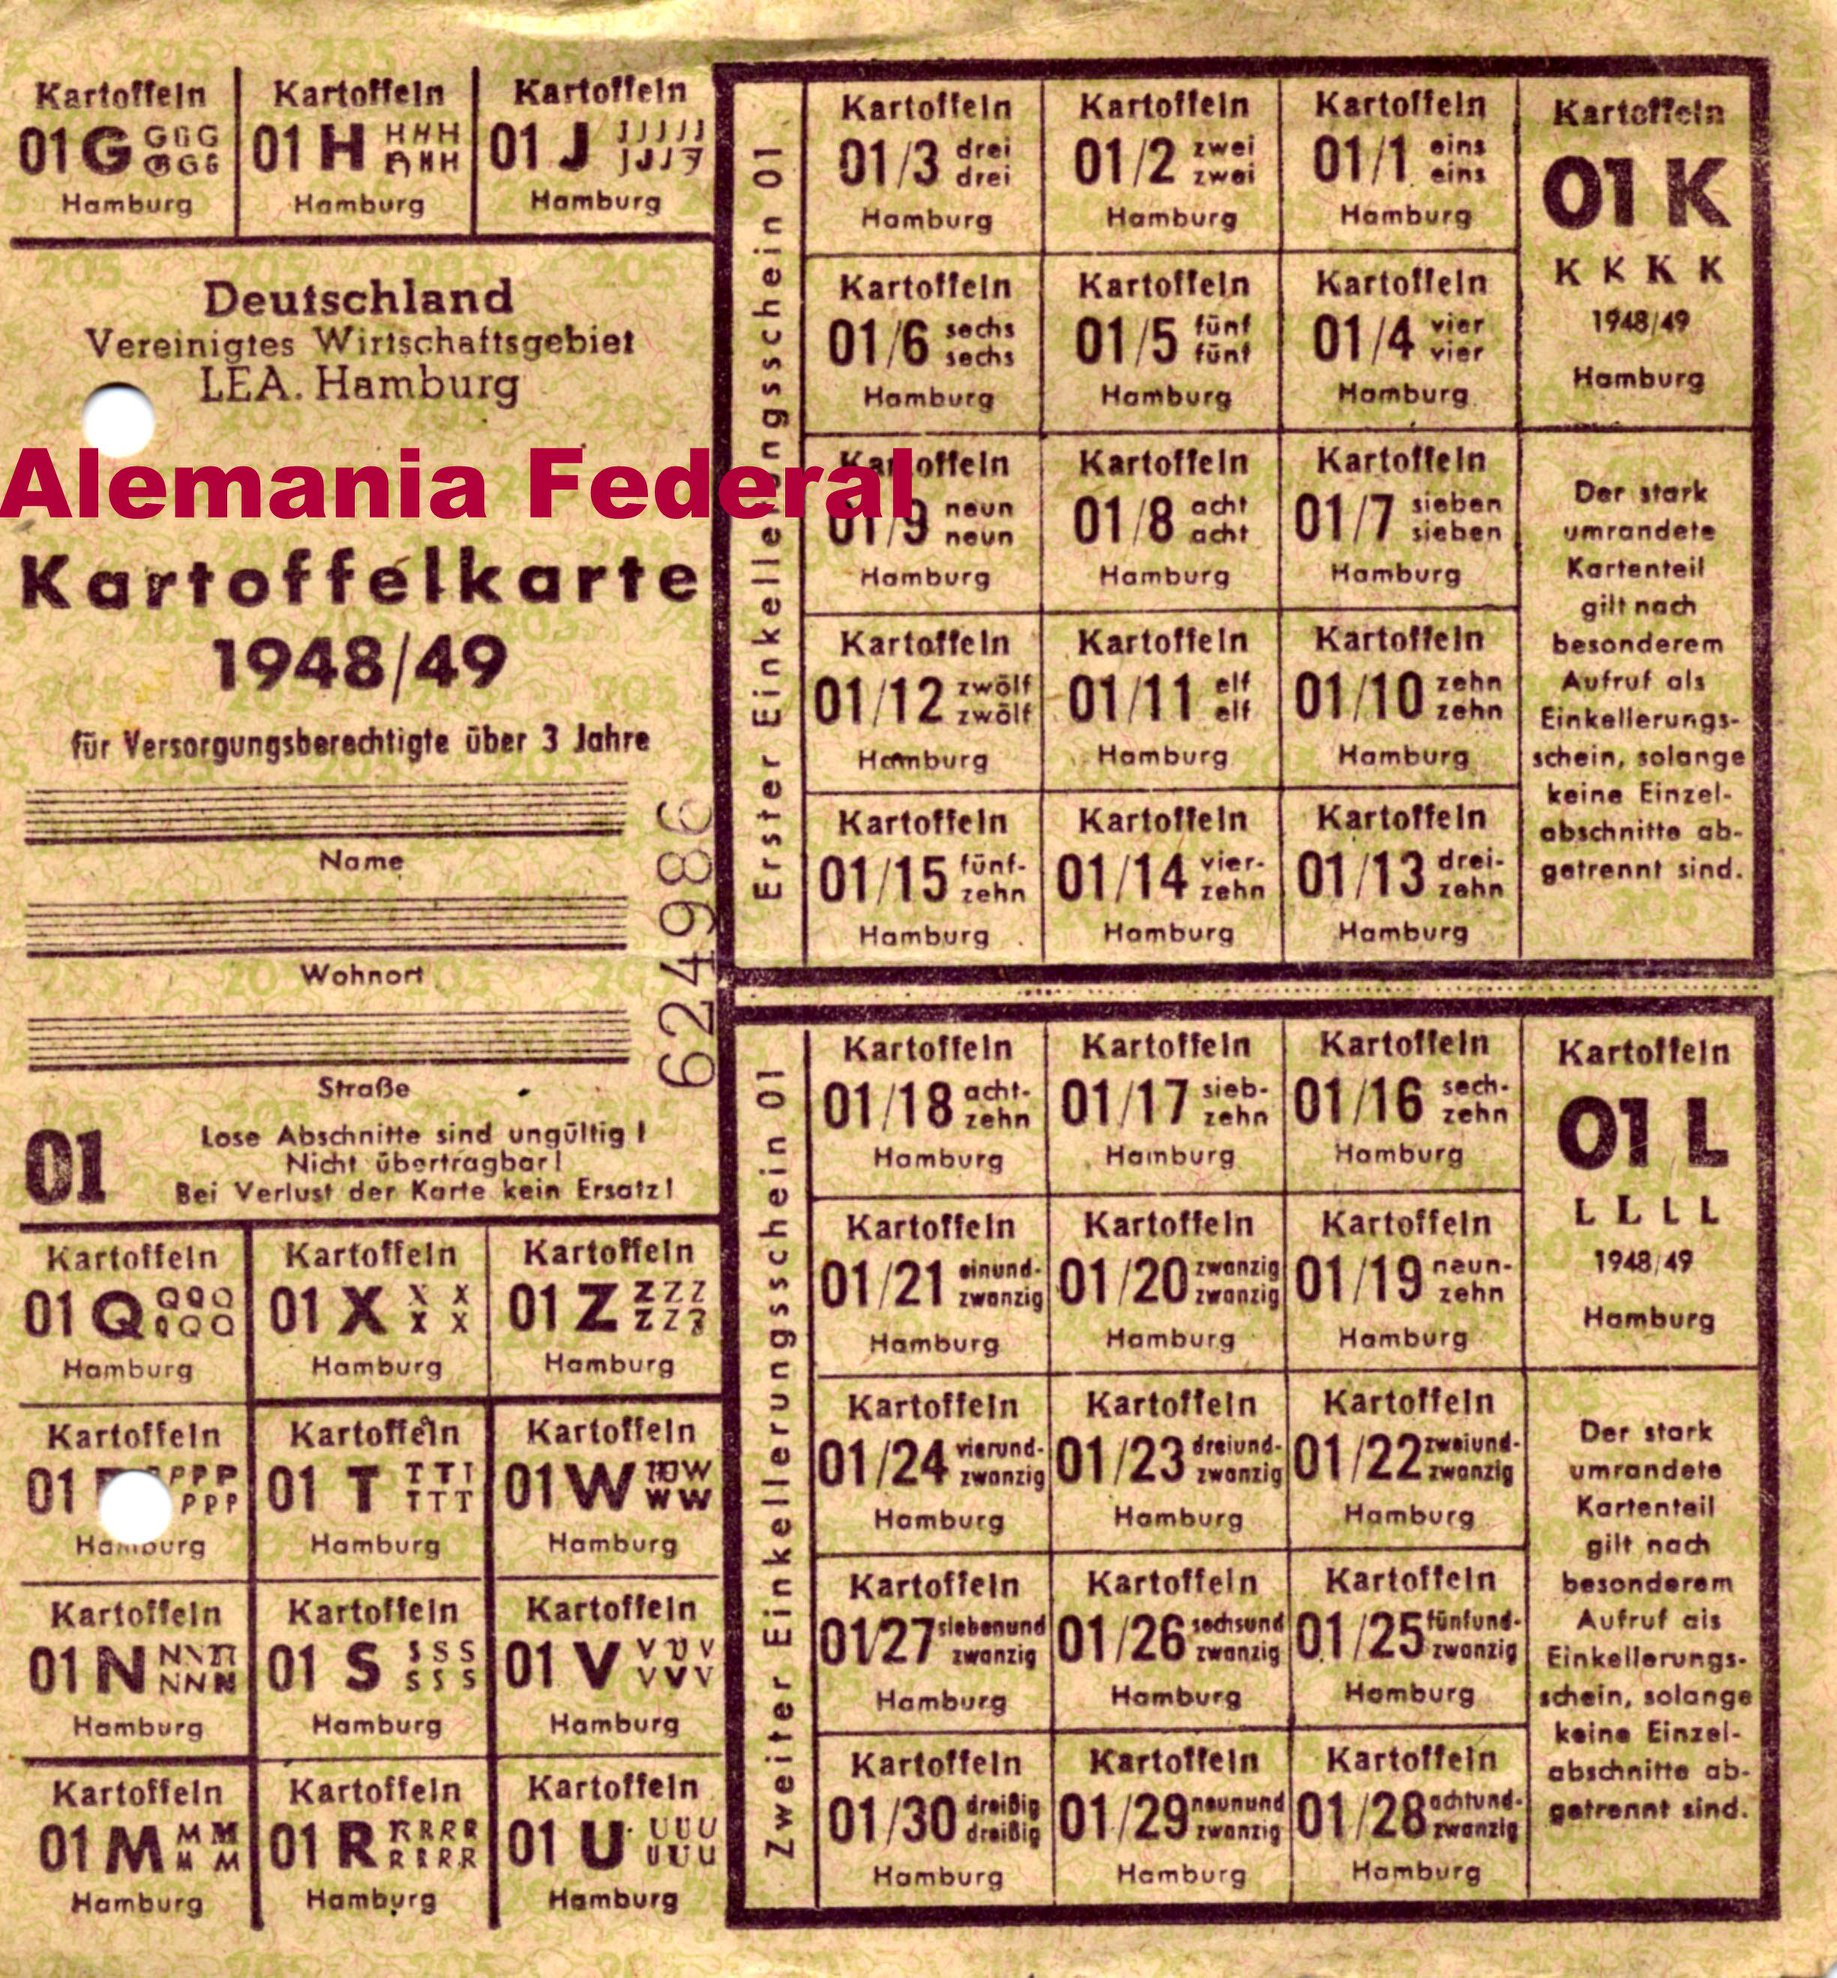 Kartoffeln
01 G GGG
GGG
Hamburg
Kartoffeln
01 H HHH
HHH
Hamburg
Kartoffeln
01 J JJJJJ
JJJJ
Hamburg
Deutschland
Vereinigtes Wirtschaftsgebiet
LEA. Hamburg
Alemania Federal
Kartoffelkarte
1948/49
für Versorgungsberechtigte über 3 Jahre
Name
Wohnort
Straße
624986
01
Lose Abschnitte sind ungültig!
Nicht übertragbar!
Bei Verlust der Karte kein Ersatz!
Kartoffeln
01 Q QQQ
QQQ
Hamburg
Kartoffeln
01 X X X
X X
Hamburg
Kartoffeln
01 Z ZZZ
ZZZ
Hamburg
Kartoffeln
01 PPP
PPP
Hamburg
Kartoffeln
01 T TTT
TTT
Hamburg
Kartoffeln
01 W WW
WW
Hamburg
Kartoffeln
01 N NNN
NNN
Hamburg
Kartoffeln
01 S SSS
SSS
Hamburg
Kartoffeln
01 V VVV
VVV
Hamburg
Kartoffeln
01 M M M
M M
Hamburg
Kartoffeln
01 R RRRR
RRRR
Hamburg
Kartoffeln
01 U UUU
UUU
Hamburg
Erster Einkellerungsschein 01
Kartoffeln
01/3 drei
drei
Hamburg
Kartoffeln
01/2 zwei
zwei
Hamburg
Kartoffeln
01/1 eins
eins
Hamburg
Kartoffeln
01 K
K K K K
1948/49
Hamburg
Kartoffeln
01/6 sechs
sechs
Hamburg
Kartoffeln
01/5 fünf
fünf
Hamburg
Kartoffeln
01/4 vier
vier
Hamburg
Kartoffeln
01/9 neun
neun
Hamburg
Kartoffeln
01/8 acht
acht
Hamburg
Kartoffeln
01/7 sieben
sieben
Hamburg
Kartoffeln
01/12 zwölf
zwölf
Hamburg
Kartoffeln
01/11 elf
elf
Hamburg
Kartoffeln
01/10 zehn
zehn
Hamburg
Kartoffeln
01/15 fünf-
zehn
Hamburg
Kartoffeln
01/14 vier-
zehn
Hamburg
Kartoffeln
01/13 drei-
zehn
Hamburg
Der stark
umrandete
Kartenteil
gilt nach
besonderem
Aufruf als
Einkellerungs-
schein, solange
keine Einzel-
abschnitte ab-
getrennt sind.
Zweiter Einkellerungsschein 01
Kartoffeln
01/18 acht-
zehn
Hamburg
Kartoffeln
01/17 sieb-
zehn
Hamburg
Kartoffeln
01/16 sech-
zehn
Hamburg
Kartoffeln
01 L
L L L L
1948/49
Hamburg
Kartoffeln
01/21 einund-
zwanzig
Hamburg
Kartoffeln
01/20 zwanzig
zwanzig
Hamburg
Kartoffeln
01/19 neun-
zehn
Hamburg
Kartoffeln
01/24 vierund-
zwanzig
Hamburg
Kartoffeln
01/23 dreiund-
zwanzig
Hamburg
Kartoffeln
01/22 zweiund-
zwanzig
Hamburg
Kartoffeln
01/27 siebenund
zwanzig
Hamburg
Kartoffeln
01/26 sechsund
zwanzig
Hamburg
Kartoffeln
01/25 fünfund-
zwanzig
Hamburg
Kartoffeln
01/30 dreißig
dreißig
Hamburg
Kartoffeln
01/29 neunund
zwanzig
Hamburg
Kartoffeln
01/28 achtund-
zwanzig
Hamburg
Der stark
umrandete
Kartenteil
gilt nach
besonderem
Aufruf als
Einkellerungs-
schein, solange
keine Einzel-
abschnitte ab-
getrennt sind.